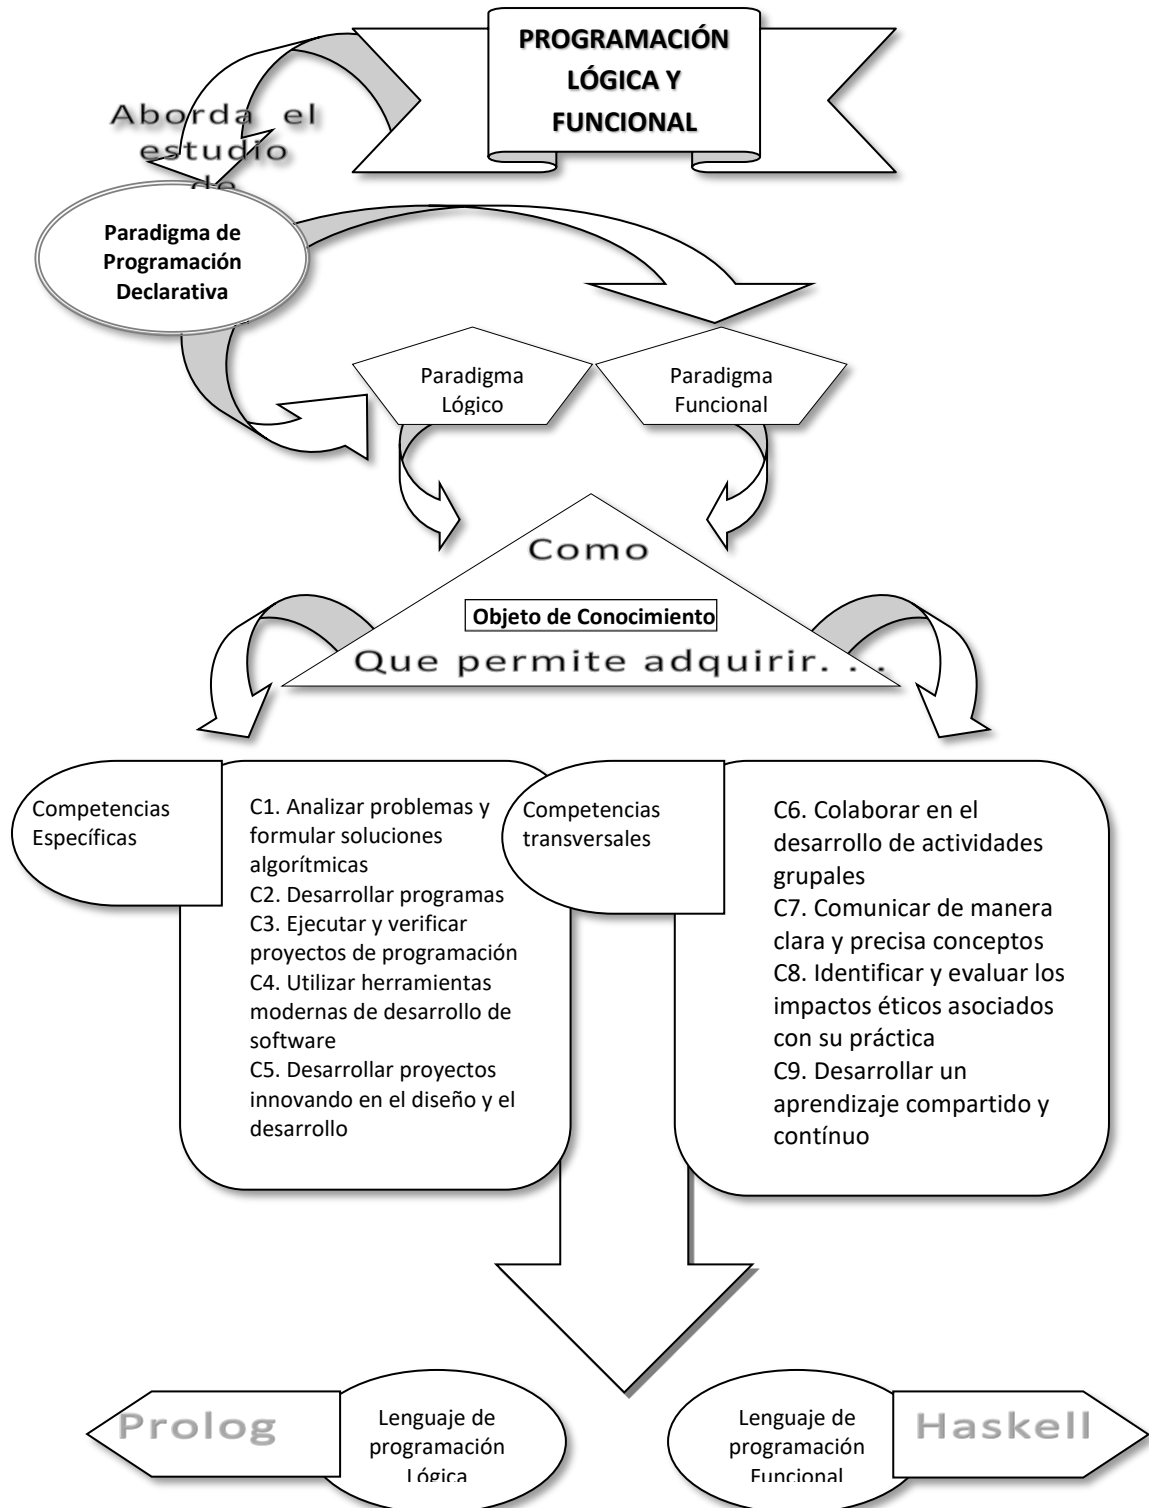 PROGRAMACIÓN
LÓGICA Y
FUNCIONAL
Aborda el
estudio
de
Paradigma de
Programación
Declarativa
Paradigma
Lógico
Paradigma
Funcional
Como
Objeto de Conocimiento
Que permite adquirir. . .
Competencias
Específicas
C1. Analizar problemas y
formular soluciones
algorítmicas
C2. Desarrollar programas
C3. Ejecutar y verificar
proyectos de programación
C4. Utilizar herramientas
modernas de desarrollo de
software
C5. Desarrollar proyectos
innovando en el diseño y el
desarrollo
Competencias
transversales
C6. Colaborar en el
desarrollo de actividades
grupales
C7. Comunicar de manera
clara y precisa conceptos
C8. Identificar y evaluar los
impactos éticos asociados
con su práctica
C9. Desarrollar un
aprendizaje compartido y
contínuo
Prolog
Lenguaje de
programación
Lógica
Lenguaje de
programación
Funcional
Haskell